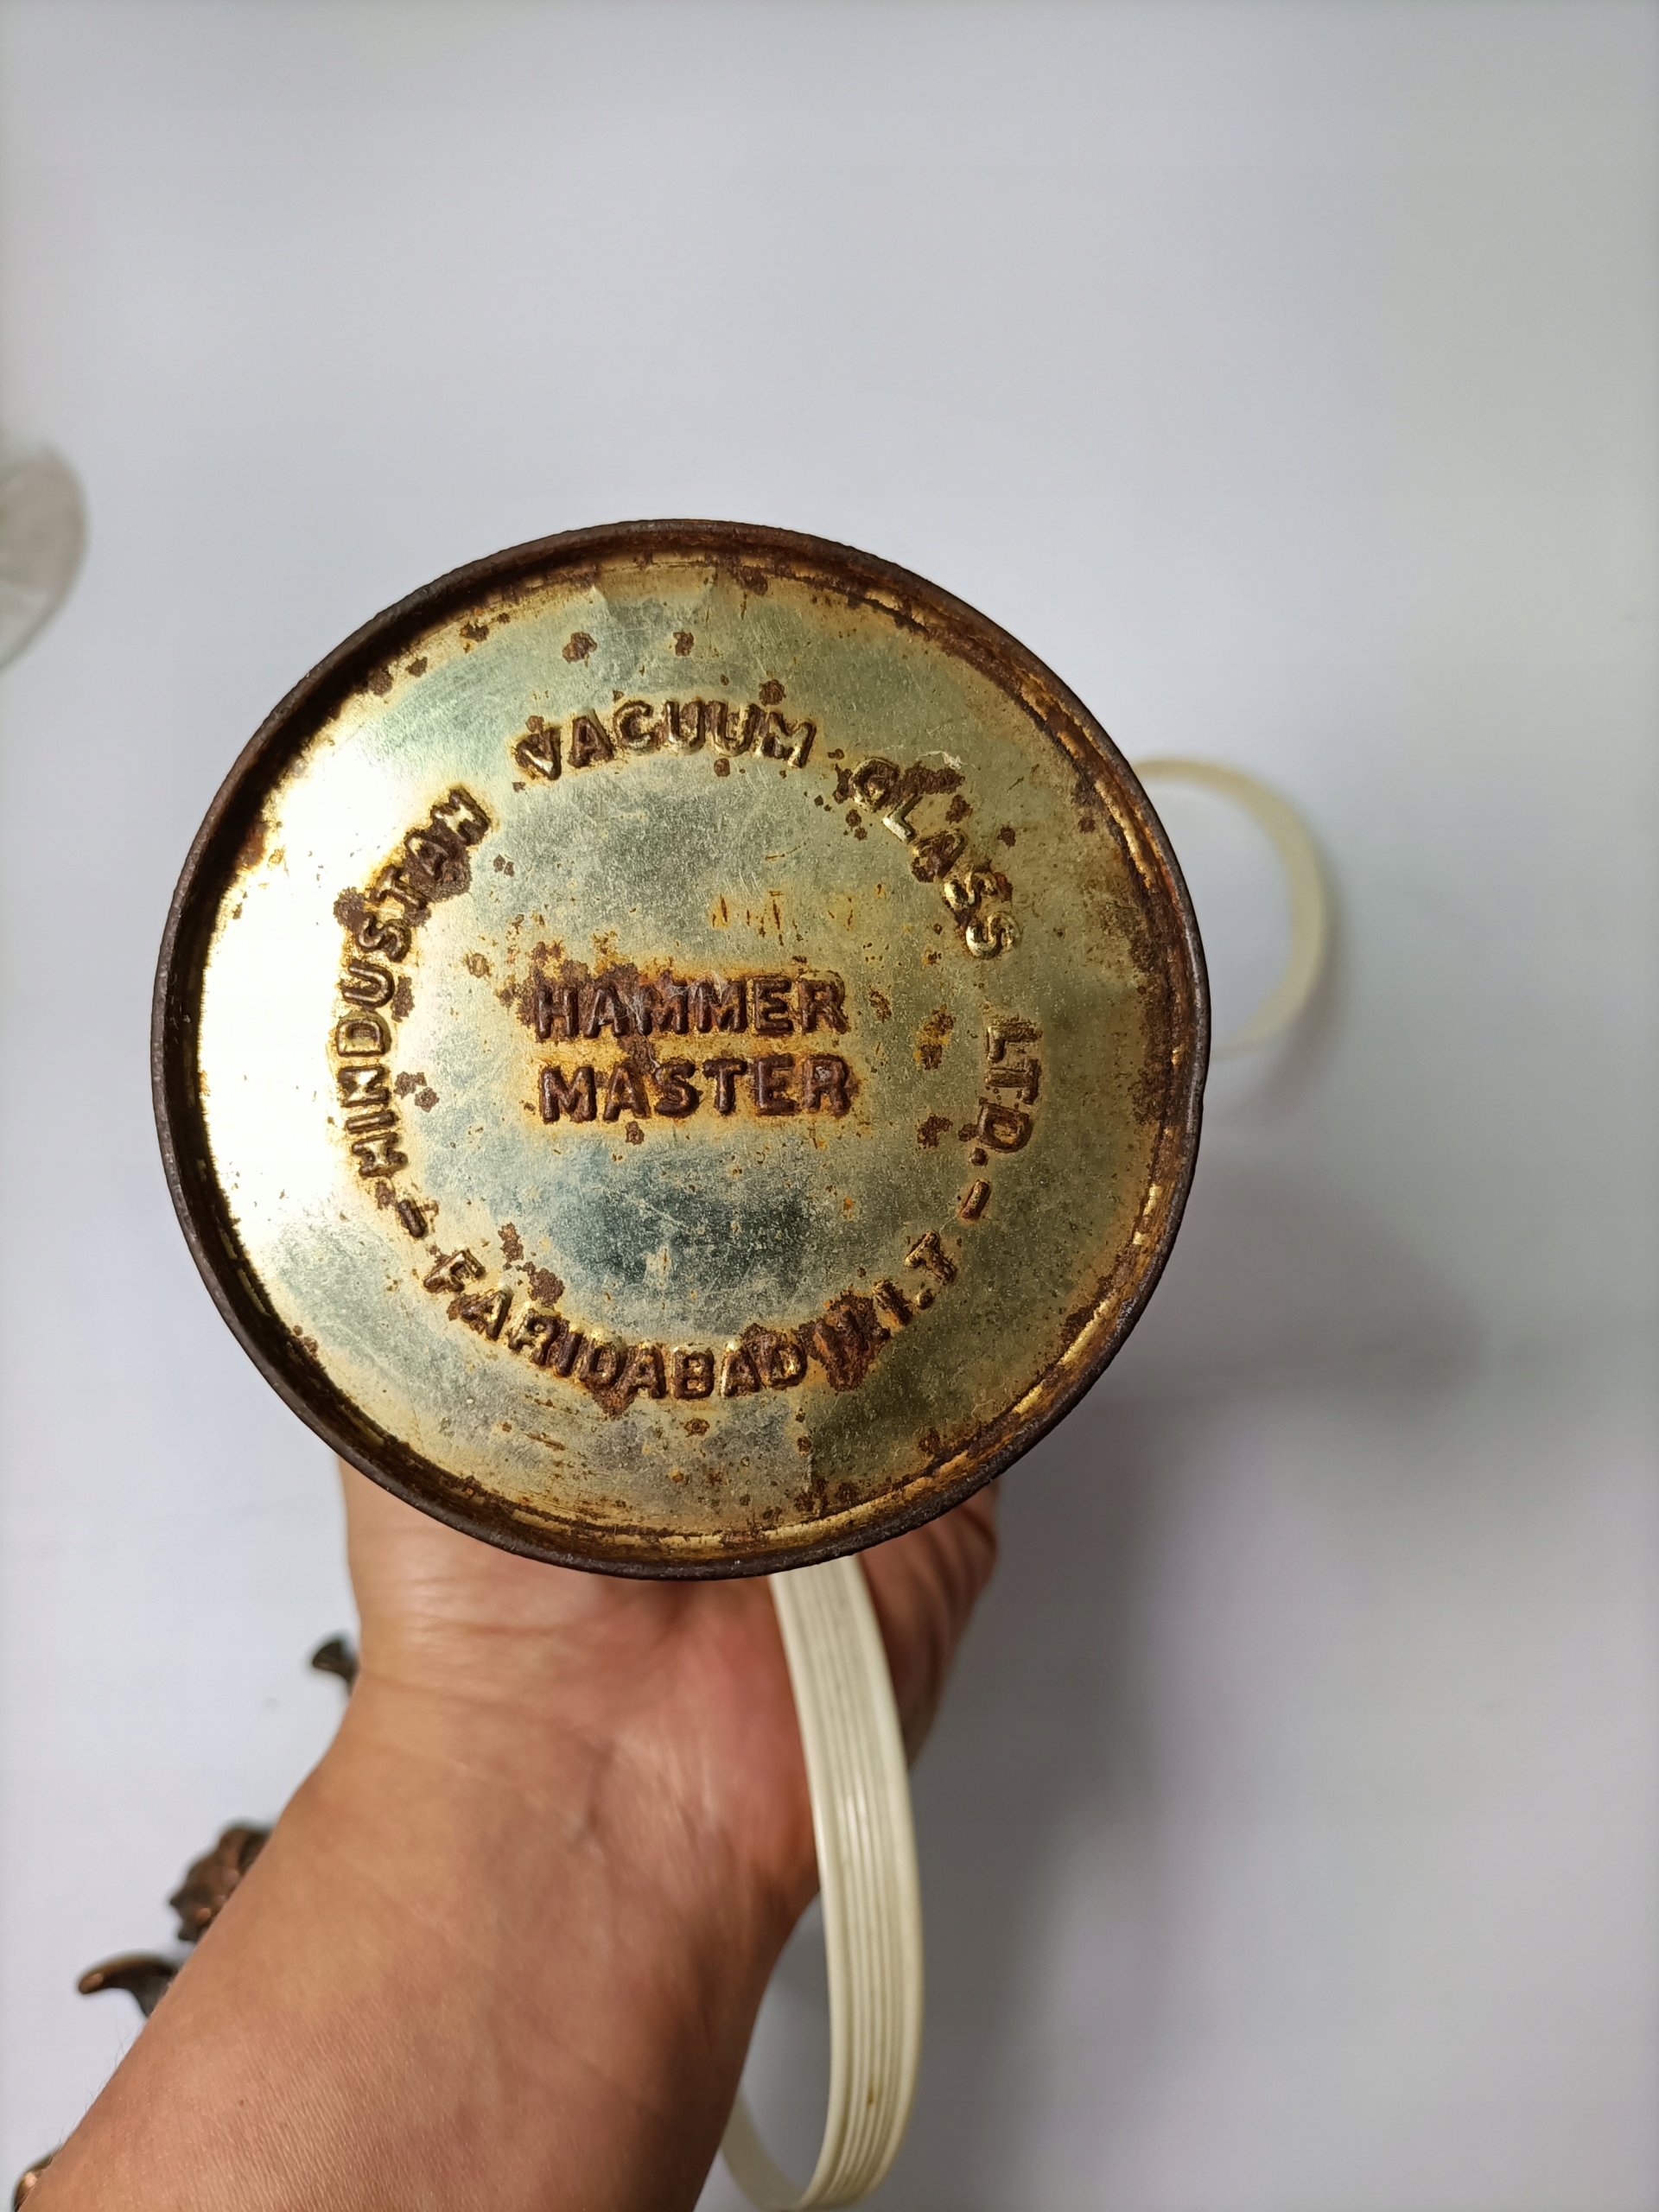 HINDUSTAN VACUUM GLASS LTD.
HAMMER
MASTER
- FARIDABAD N.I.T -